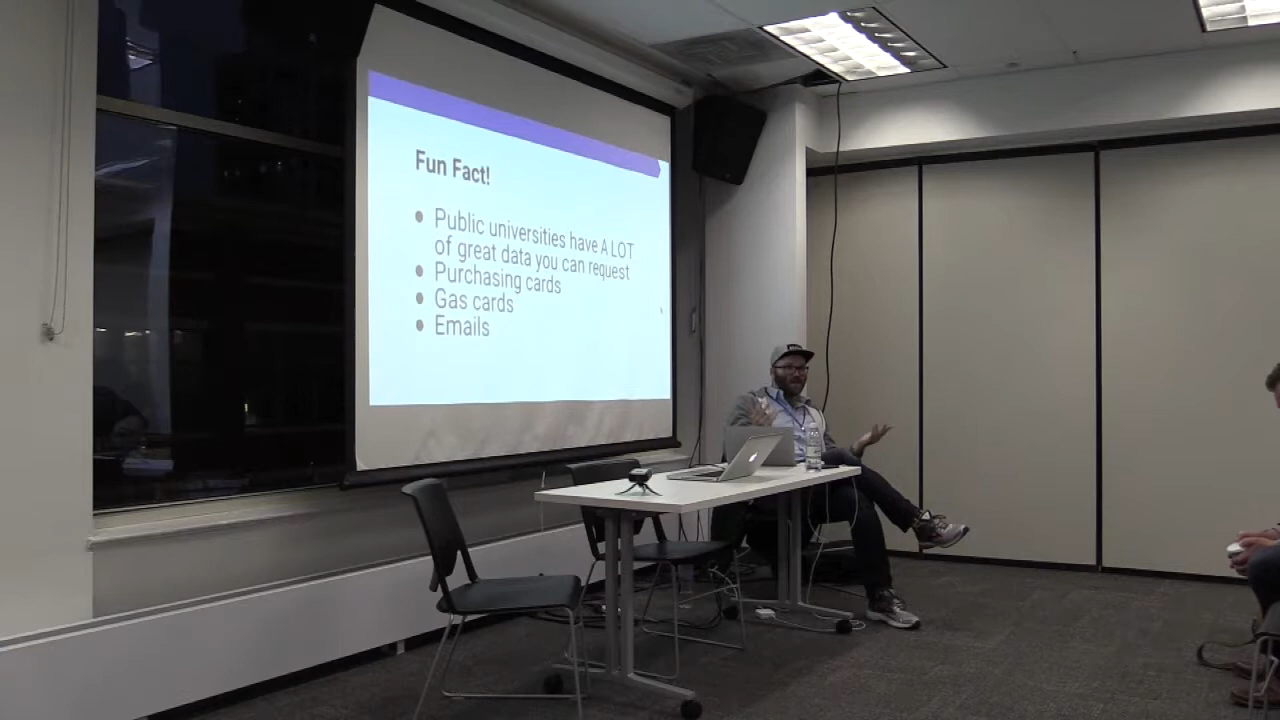 Fun Fact!
● Public universities have A LOT
of great data you can request
● Purchasing cards
● Gas cards
● Emails